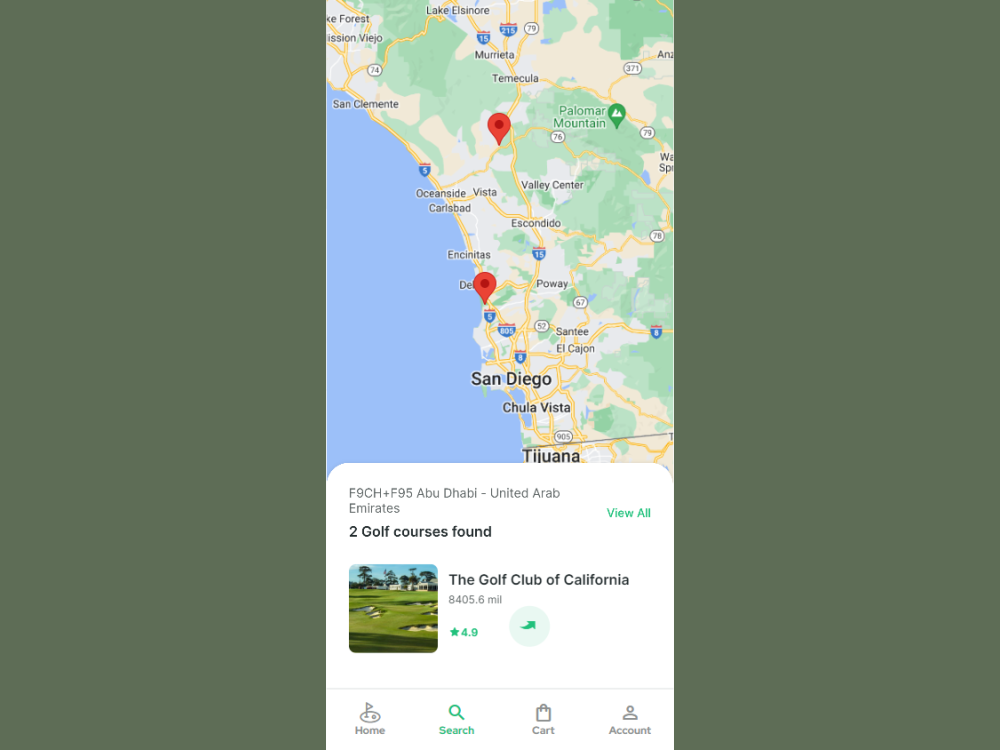 Lake Elsinore
ke Forest
15
215
79
ission Viejo
Murrieta
371
74
Temecula
San Clemente
Palomar
Mountain
76
79
5
Valley Center
Oceanside
Vista
Carlsbad
Escondido
78
Encinitas
15
Del
Poway
67
5
805
52
Santee
8
El Cajon
8
San Diego
Chula Vista
905
Tijuana
F9CH+F95 Abu Dhabi - United Arab
Emirates
View All
2 Golf courses found
The Golf Club of California
8405.6 mil
4.9
Home
Search
Cart
Account